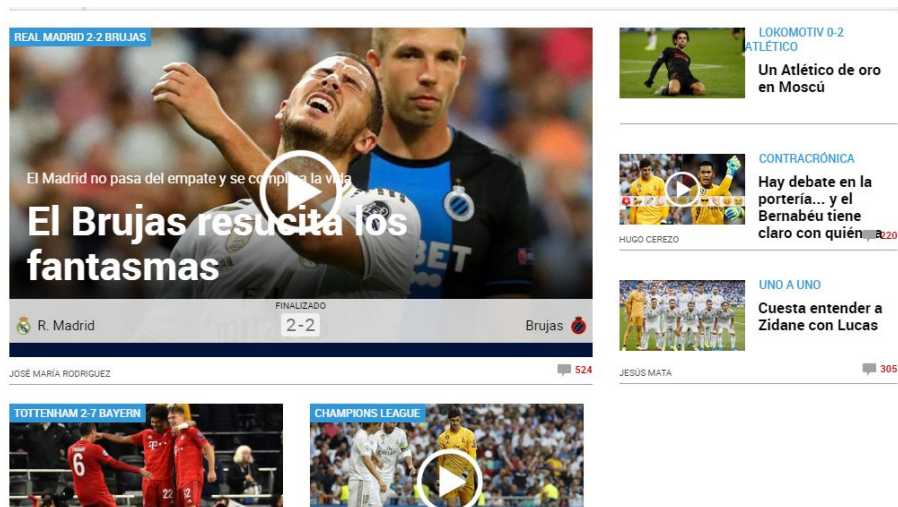 REAL MADRID 2-2 BRUJAS
El Madrid no pasa del empate y se complica la vida
El Brujas resucita los
fantasmas
FINALIZADO
R. Madrid
2-2
Brujas
JOSÉ MARÍA RODRIGUEZ
524
LOKOMOTIV 0-2
ATLÉTICO
Un Atlético de oro
en Moscú
CONTRACRÓNICA
Hay debate en la
portería... y el
Bernabéu tiene
claro con quién
HUGO CEREZO
220
UNO A UNO
Cuesta entender a
Zidane con Lucas
JESÚS MATA
305
TOTTENHAM 2-7 BAYERN
6
22
32
CHAMPIONS LEAGUE